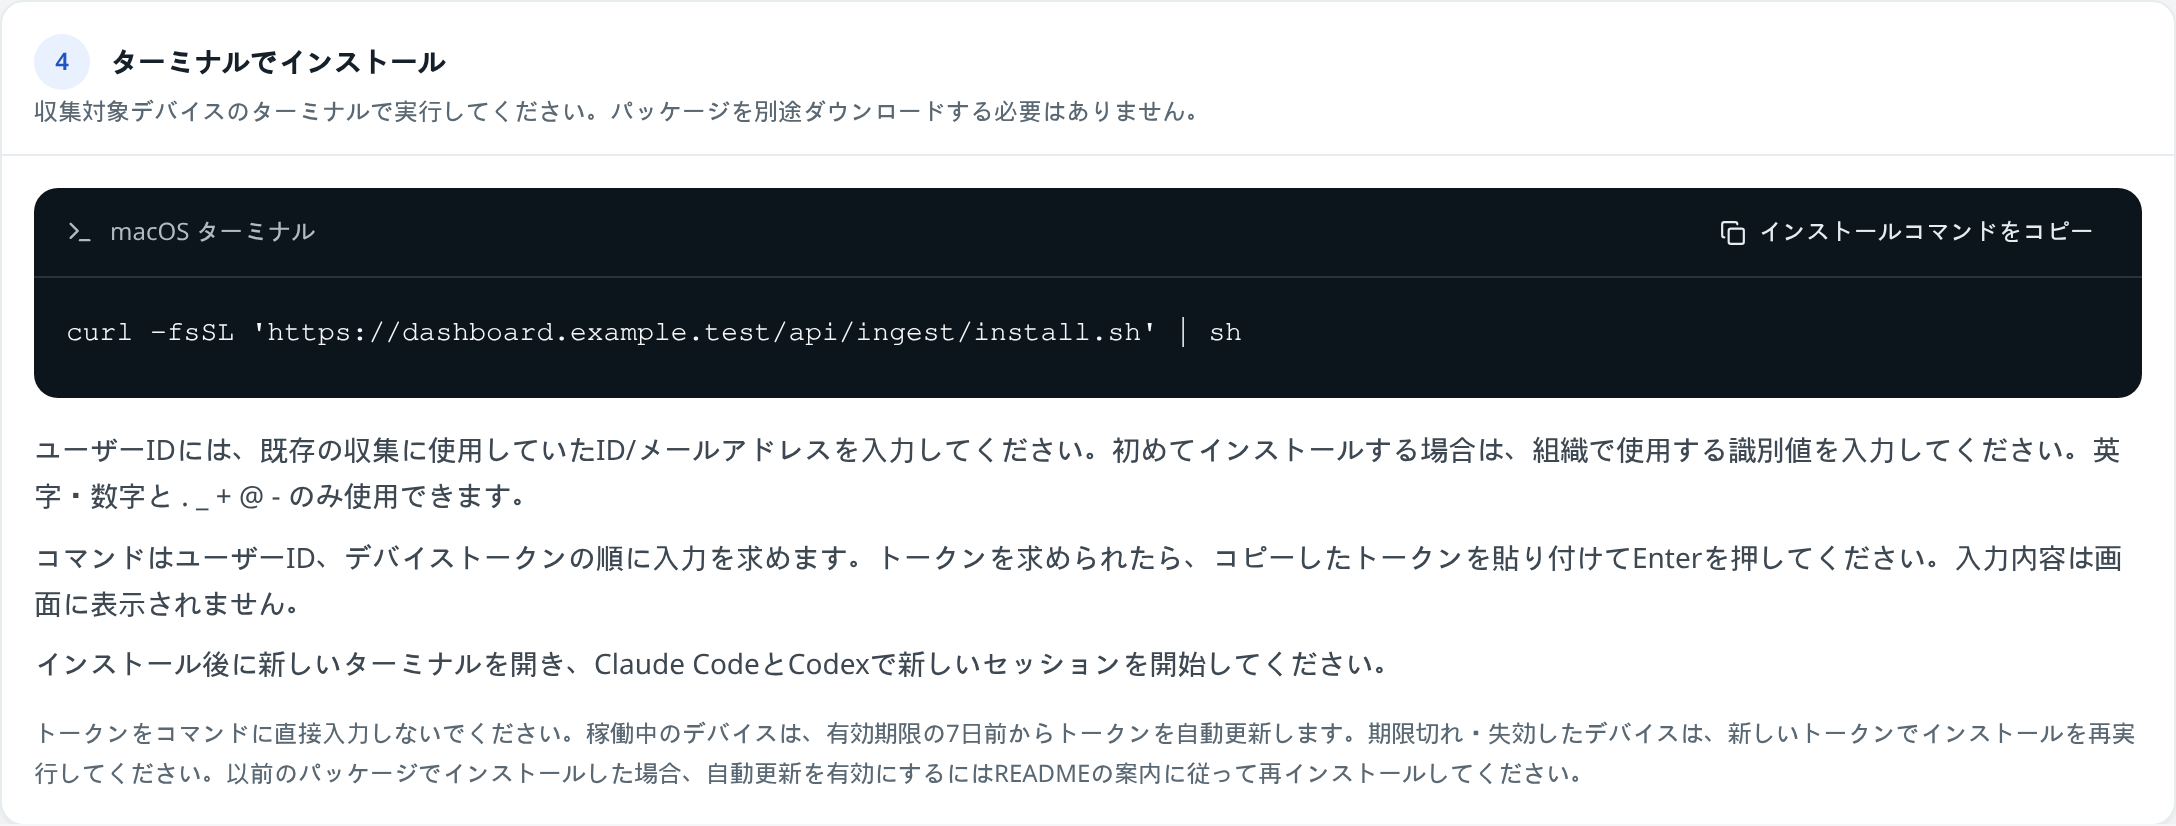 4 ターミナルでインストール
収集対象デバイスのターミナルで実行してください。パッケージを別途ダウンロードする必要はありません。
macOS ターミナル
インストールコマンドをコピー
curl -fsSL 'https://dashboard.example.test/api/ingest/install.sh' | sh
ユーザーIDには、既存の収集に使用していたID/メールアドレスを入力してください。初めてインストールする場合は、組織で使用する識別値を入力してください。英
字・数字と . _ + @ - のみ使用できます。
コマンドはユーザーID、デバイストークンの順に入力を求めます。トークンを求められたら、コピーしたトークンを貼り付けてEnterを押してください。入力内容は画
面に表示されません。
インストール後に新しいターミナルを開き、Claude CodeとCodexで新しいセッションを開始してください。
トークンをコマンドに直接入力しないでください。稼働中のデバイスは、有効期限の7日前からトークンを自動更新します。期限切れ・失効したデバイスは、新しいトークンでインストールを再実
行してください。以前のパッケージでインストールした場合、自動更新を有効にするにはREADMEの案内に従って再インストールしてください。